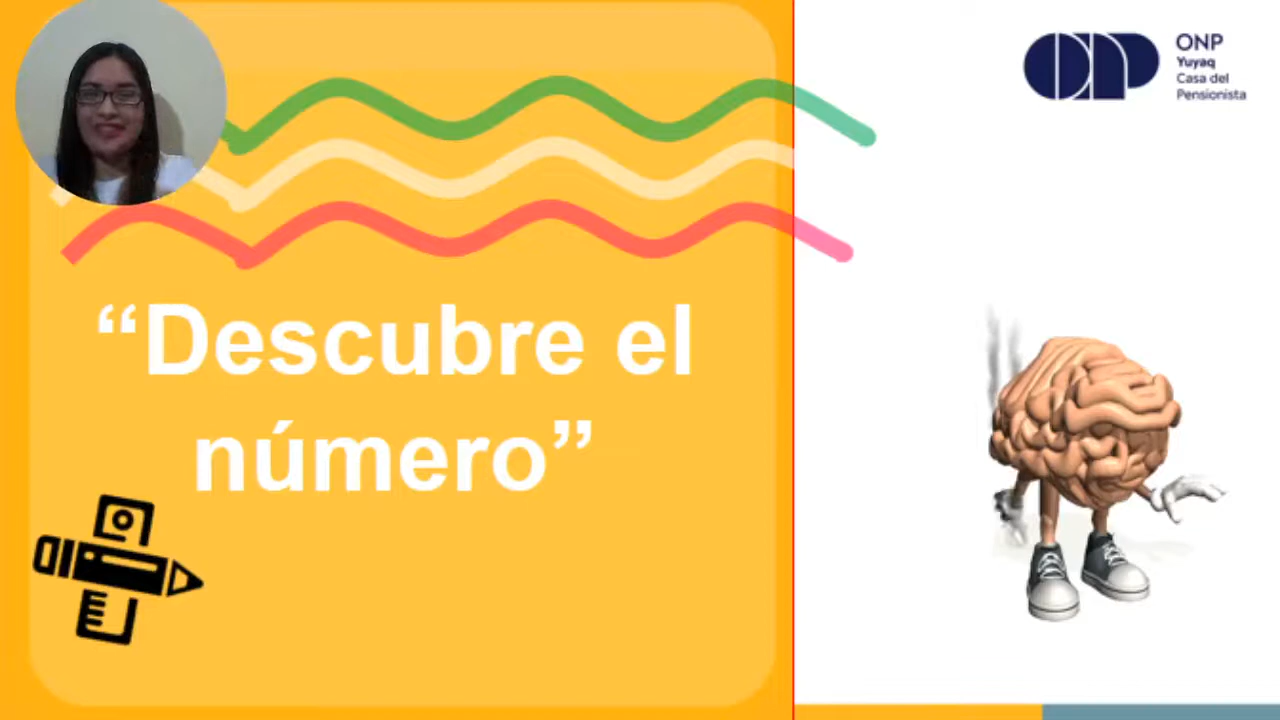 ONP
Yuyaq
Casa del
Pensionista
“Descubre el
número”